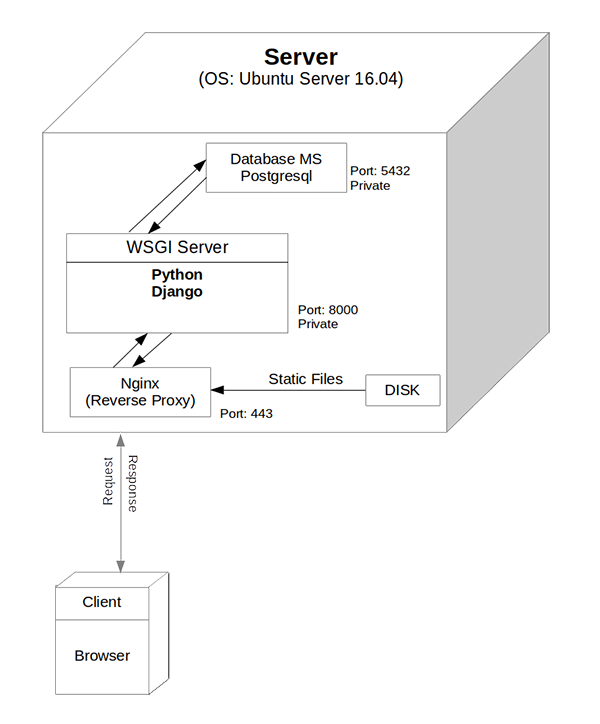 Server
(OS: Ubuntu Server 16.04)
Database MS
Postgresql
Port: 5432
Private
WSGI Server
Python
Django
Port: 8000
Private
Nginx
(Reverse Proxy)
Static Files
DISK
Port: 443
Request
Response
Client
Browser